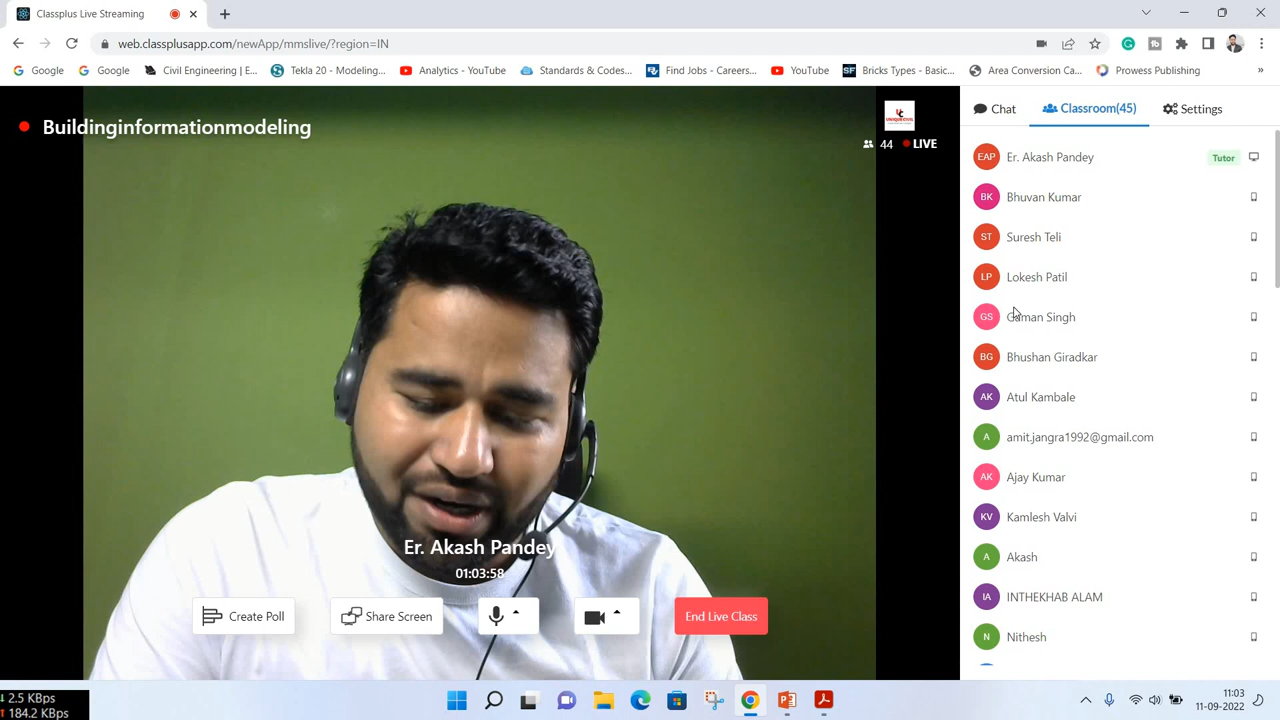 Classplus Live Streaming
web.classplusapp.com/newApp/mmslive/?region=IN
Google
Google
Civil Engineering | E...
Tekla 20 - Modeling...
Analytics - YouTube
Standards & Codes...
Find Jobs - Careers...
YouTube
SF
Bricks Types - Basic...
Area Conversion Ca...
Prowess Publishing
»
Buildinginformationmodeling
UNIQUE CIVIL
44 LIVE
Er. Akash Pandey
01:03:58
Create Poll
Share Screen
End Live Class
Chat
Classroom(45)
Settings
EAP Er. Akash Pandey Tutor
BK Bhuvan Kumar
ST Suresh Teli
LP Lokesh Patil
GS Singh
BG Bhushan Giradkar
AK Atul Kambale
A amit.jangra1992@gmail.com
AK Ajay Kumar
KV Kamlesh Valvi
A Akash
IA INTHEKHAB ALAM
N Nithesh
↓ 2.5 KBps
↑ 184.2 KBps
11:03
11-09-2022